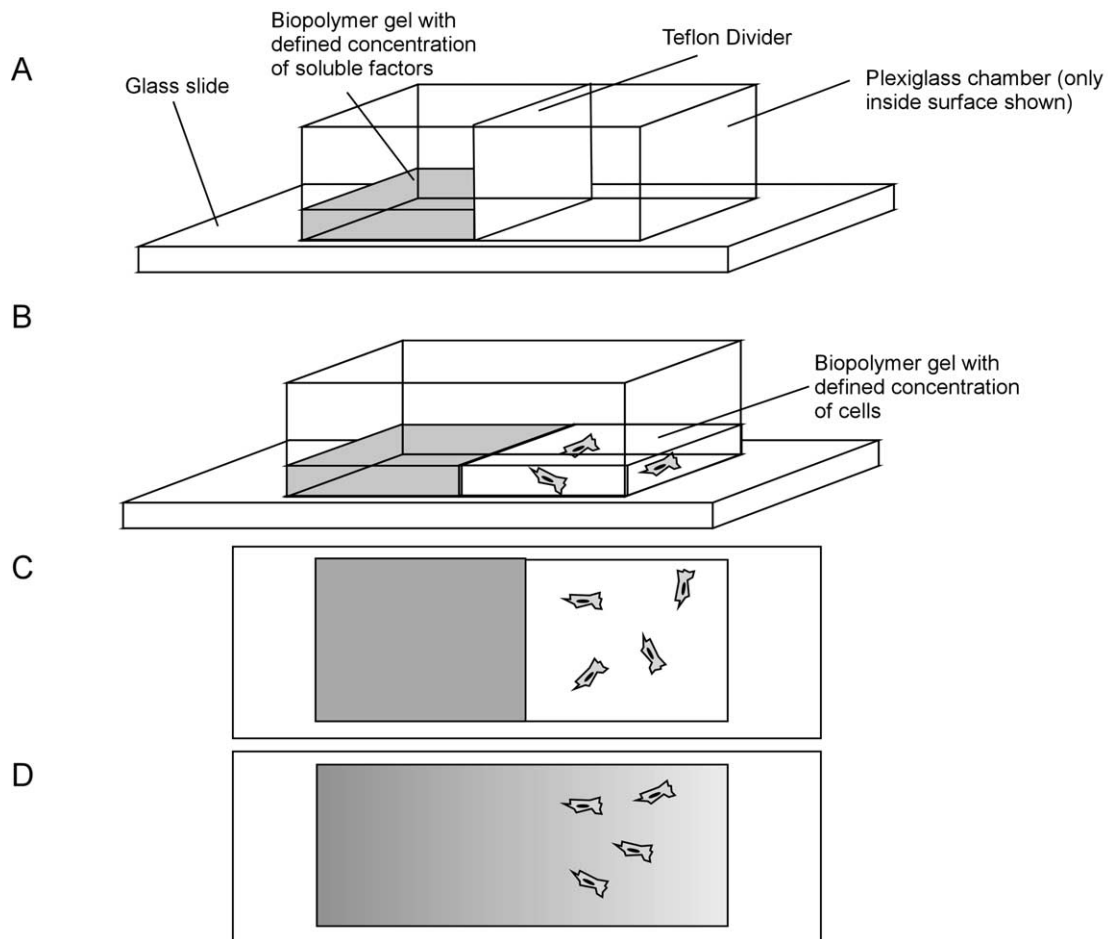 A
Biopolymer gel with
defined concentration
of soluble factors
Teflon Divider
Glass slide
Plexiglass chamber (only
inside surface shown)
B
Biopolymer gel with
defined concentration
of cells
C
D